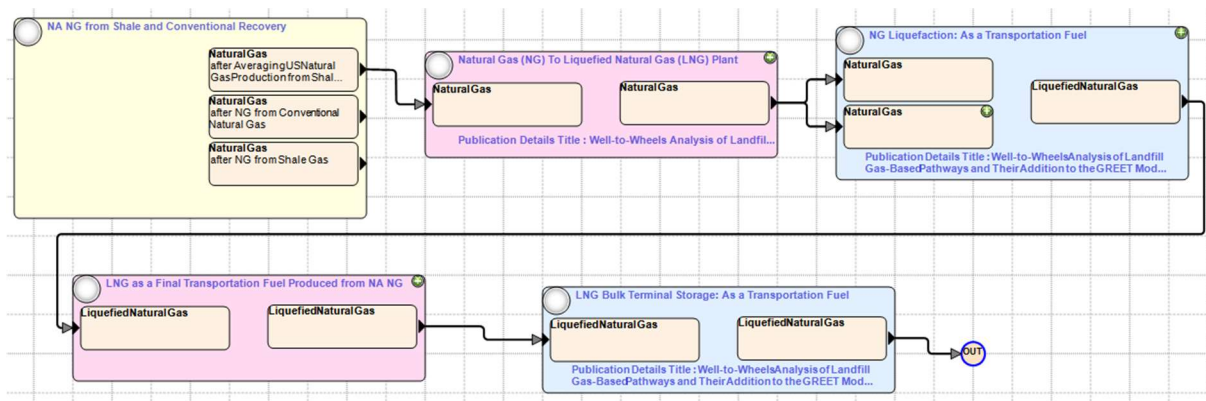 NA NG from Shale and Conventional Recovery
NaturalGas
after AveragingUSNatural
GasProduction from Shal...
NaturalGas
after NG from Conventional
Natural Gas
NaturalGas
after NG from Shale Gas
Natural Gas (NG) To Liquefied Natural Gas (LNG) Plant
NaturalGas
NaturalGas
Publication Details Title : Well-to-Wheels Analysis of Landfil...
NG Liquefaction: As a Transportation Fuel
NaturalGas
NaturalGas
LiquefiedNaturalGas
Publication Details Title : Well-to-WheelsAnalysis of Landfill
Gas-BasedPathways and Their Addition to the GREET Mod...
LNG as a Final Transportation Fuel Produced from NA NG
LiquefiedNaturalGas
LiquefiedNaturalGas
LNG Bulk Terminal Storage: As a Transportation Fuel
LiquefiedNaturalGas
LiquefiedNaturalGas
Publication Details Title : Well-to-WheelsAnalysis of Landfill
Gas-BasedPathways and Their Addition to the GREET Mod...
OUT